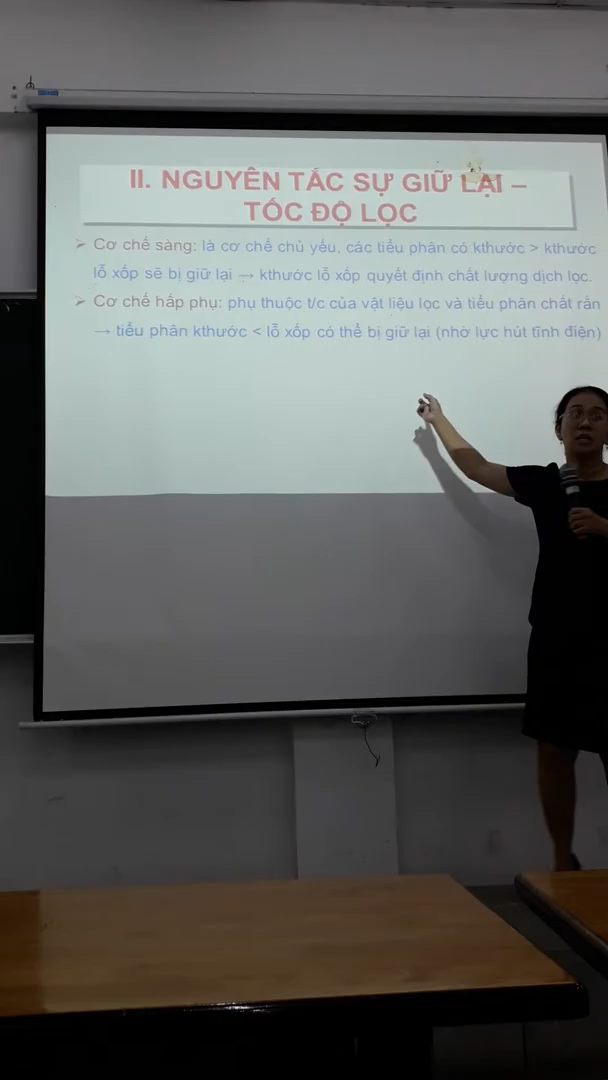 II. NGUYÊN TẮC SỰ GIỮ LẠI –
TỐC ĐỘ LỌC
➢ Cơ chế sàng: là cơ chế chủ yếu, các tiểu phân có kthước > kthước
lỗ xốp sẽ bị giữ lại → kthước lỗ xốp quyết định chất lượng dịch lọc.
➢ Cơ chế hấp phụ: phụ thuộc t/c của vật liệu lọc và tiểu phân chất rắn
→ tiểu phân kthước < lỗ xốp có thể bị giữ lại (nhờ lực hút tĩnh điện)